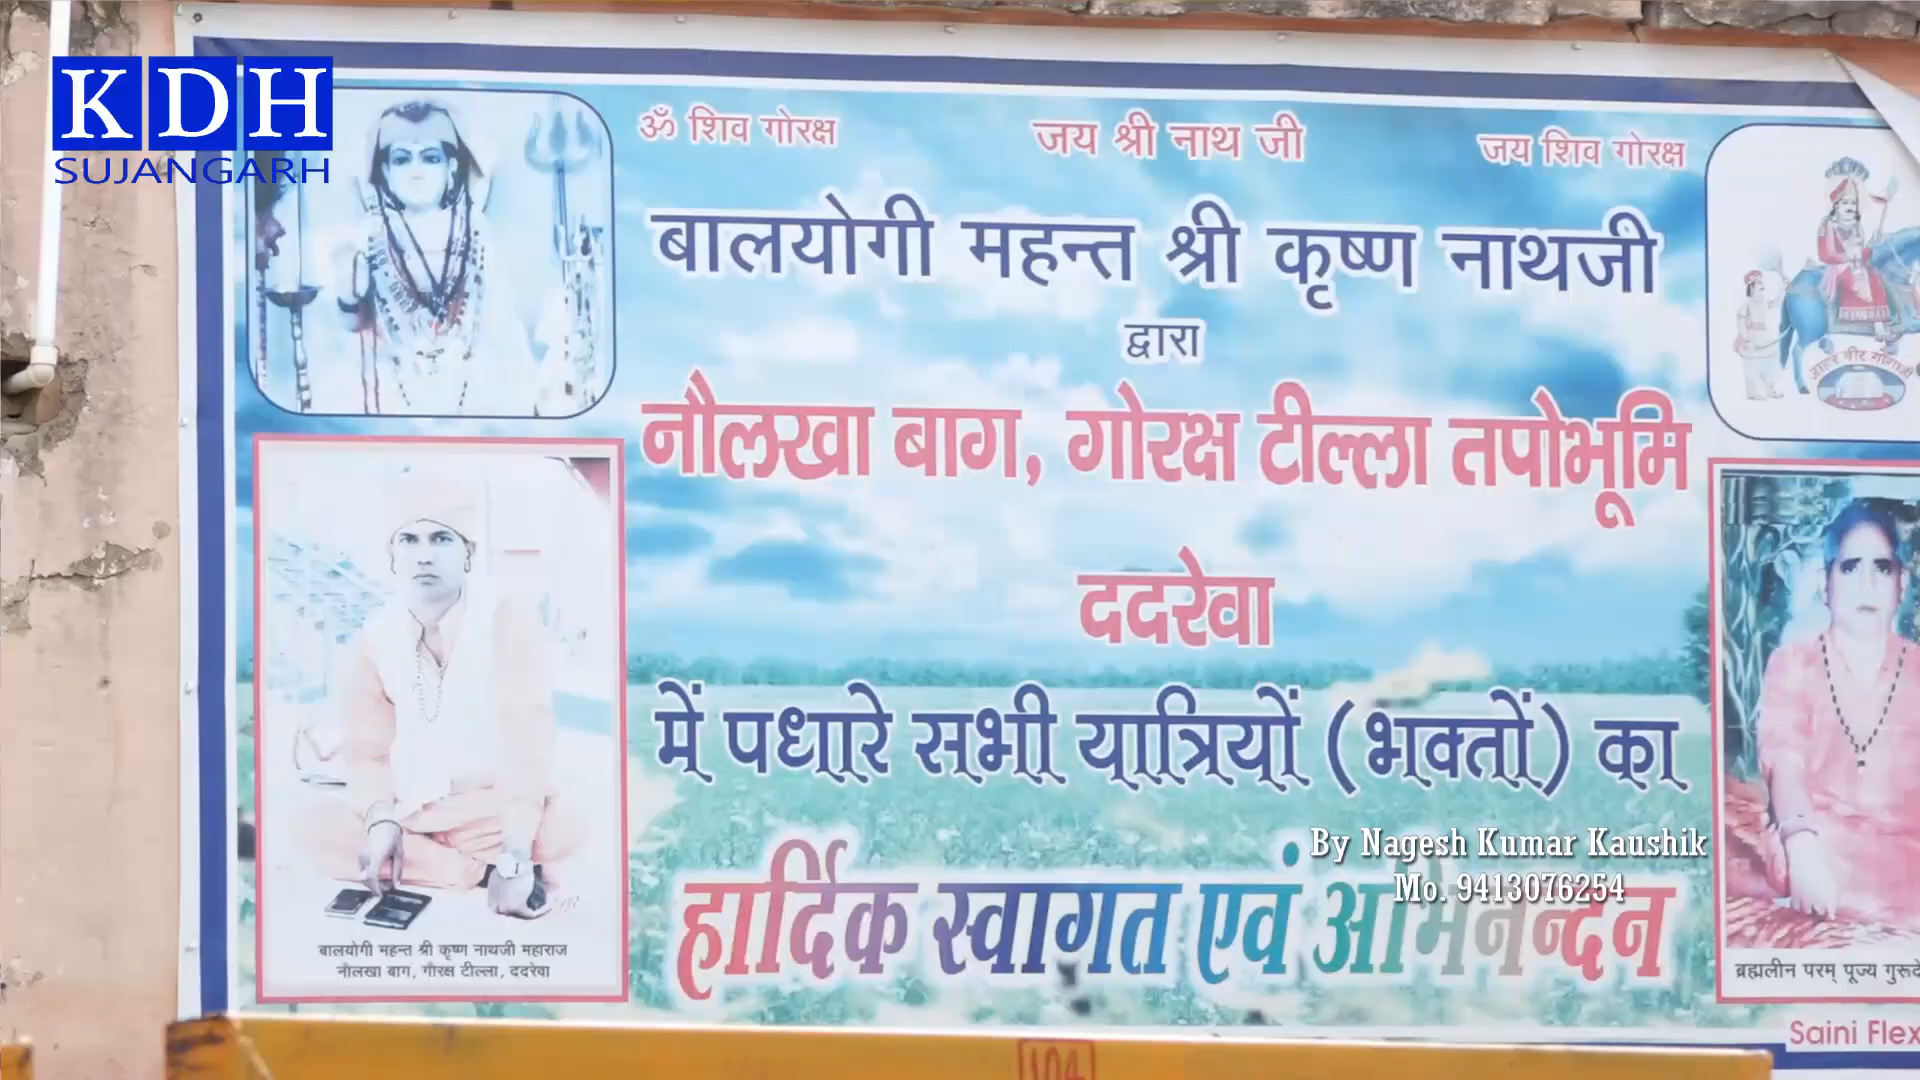 KDH
SUJANGARH
ॐ शिव गोरक्ष
जय श्री नाथ जी
जय शिव गोरक्ष
बालयोगी महन्त श्री कृष्ण नाथजी
द्वारा
नौलखा बाग, गोरक्ष टील्ला तपोभूमि
ददरेवा
में पधारे सभी यात्रियों (भक्तों) का
हार्दिक स्वागत एवं अभिनन्दन
जाहर वीर गोगाजी
By Nagesh Kumar Kaushik
Mo. 9413076254
बालयोगी महन्त श्री कृष्ण नाथजी महाराज
नौलखा बाग, गौरक्ष टील्ला, ददरेवा
ब्रह्मलीन परम् पूज्य गुरूदे
Saini Flex
104